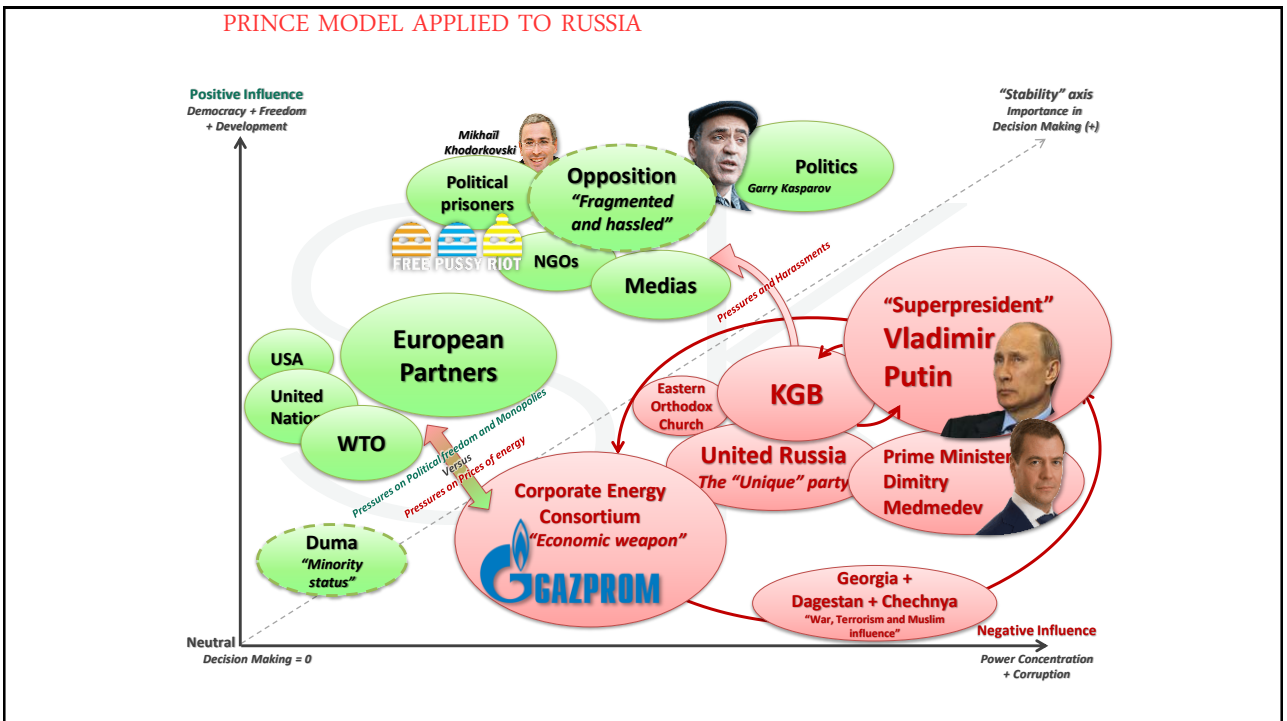 PRINCE MODEL APPLIED TO RUSSIA
Positive Influence
Democracy + Freedom
+ Development
“Stability” axis
Importance in
Decision Making (+)
Mikhaïl
Khodorkovski
Political
prisoners
Opposition
“Fragmented
and hassled”
Politics
Garry Kasparov
FREE PUSSY RIOT
NGOs
Medias
Pressures and Harassments
“Superpresident”
Vladimir
Putin
European
Partners
USA
United
Nation
WTO
Eastern
Orthodox
Church
KGB
Pressures on Political freedom and Monopolies
Versus
Pressures on Prices of energy
United Russia
The “Unique” party
Prime Minister
Dimitry
Medmedev
Corporate Energy
Consortium
“Economic weapon”
GAZPROM
Duma
“Minority
status”
Georgia +
Dagestan + Chechnya
“War, Terrorism and Muslim
influence”
Neutral
Decision Making = 0
Negative Influence
Power Concentration
+ Corruption